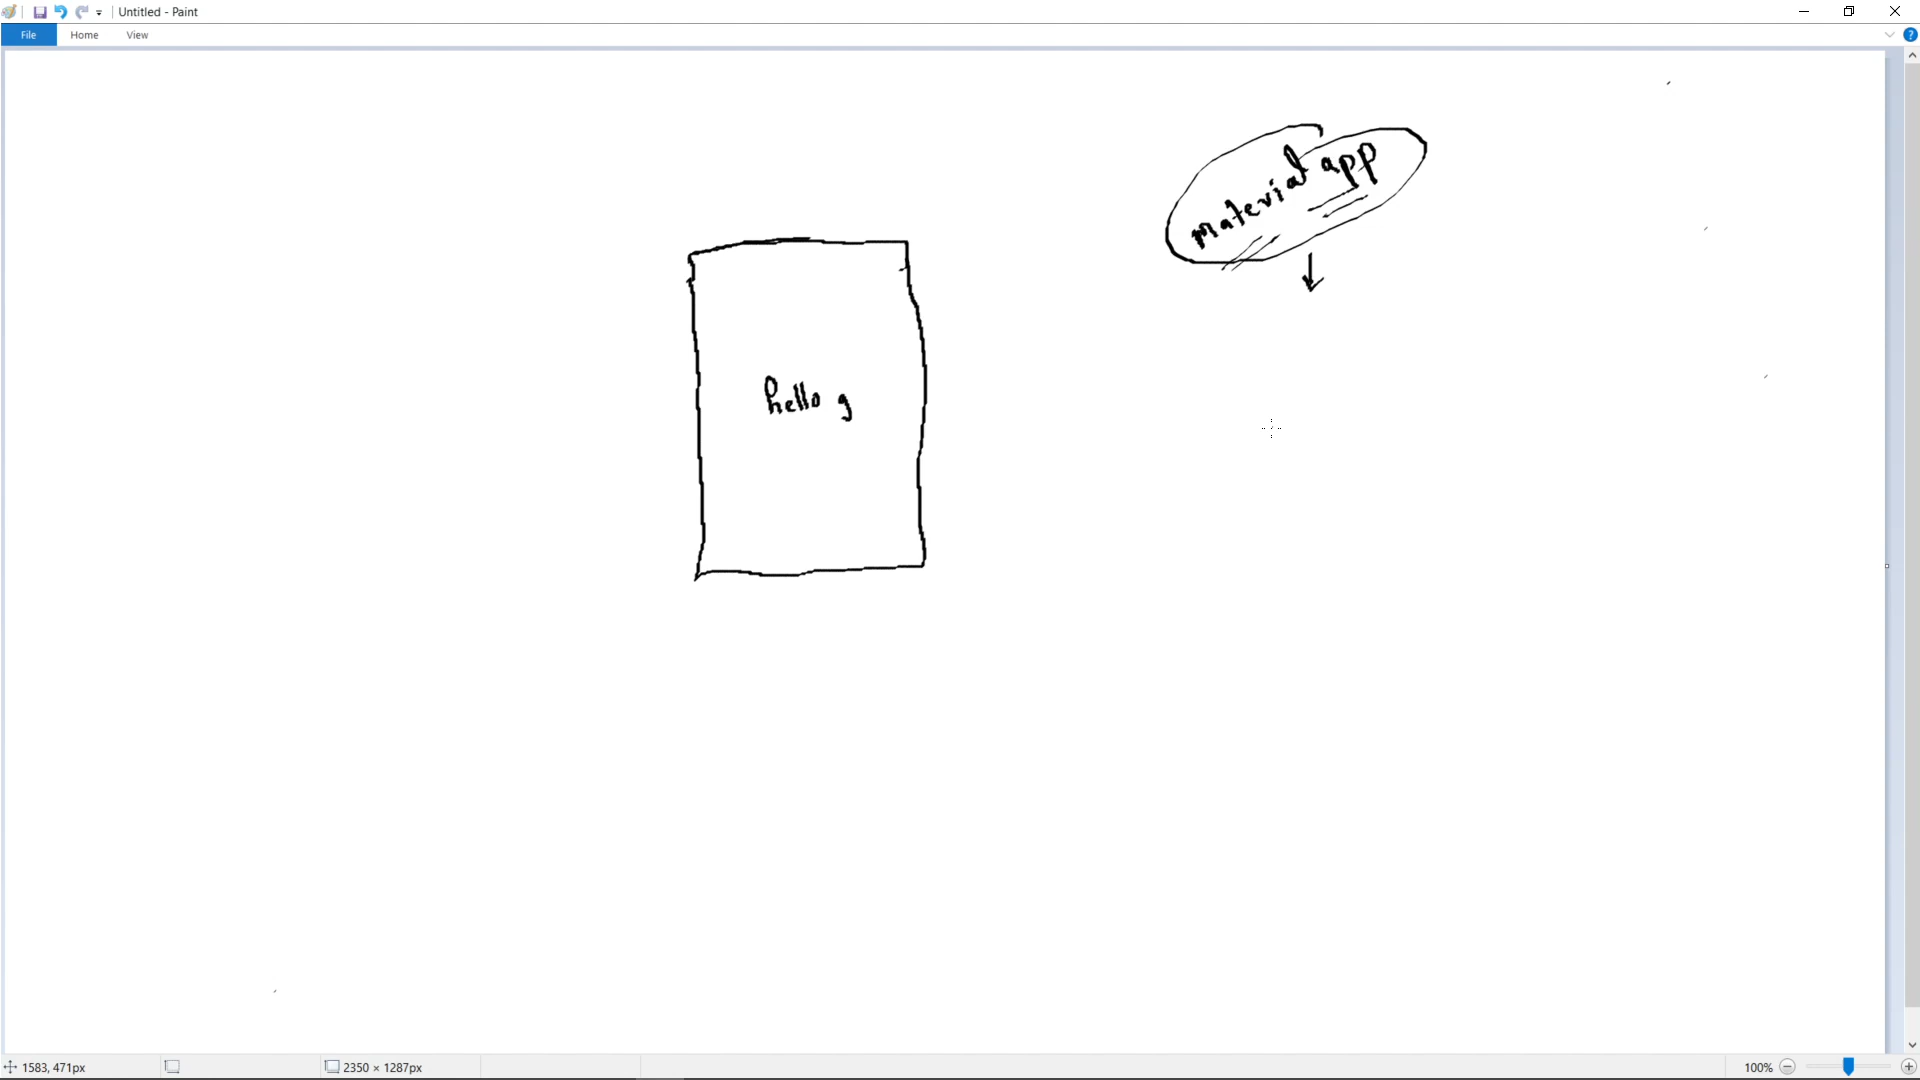 Untitled - Paint
File Home View
material app
hello g
1583, 471px
2350 × 1287px
100%